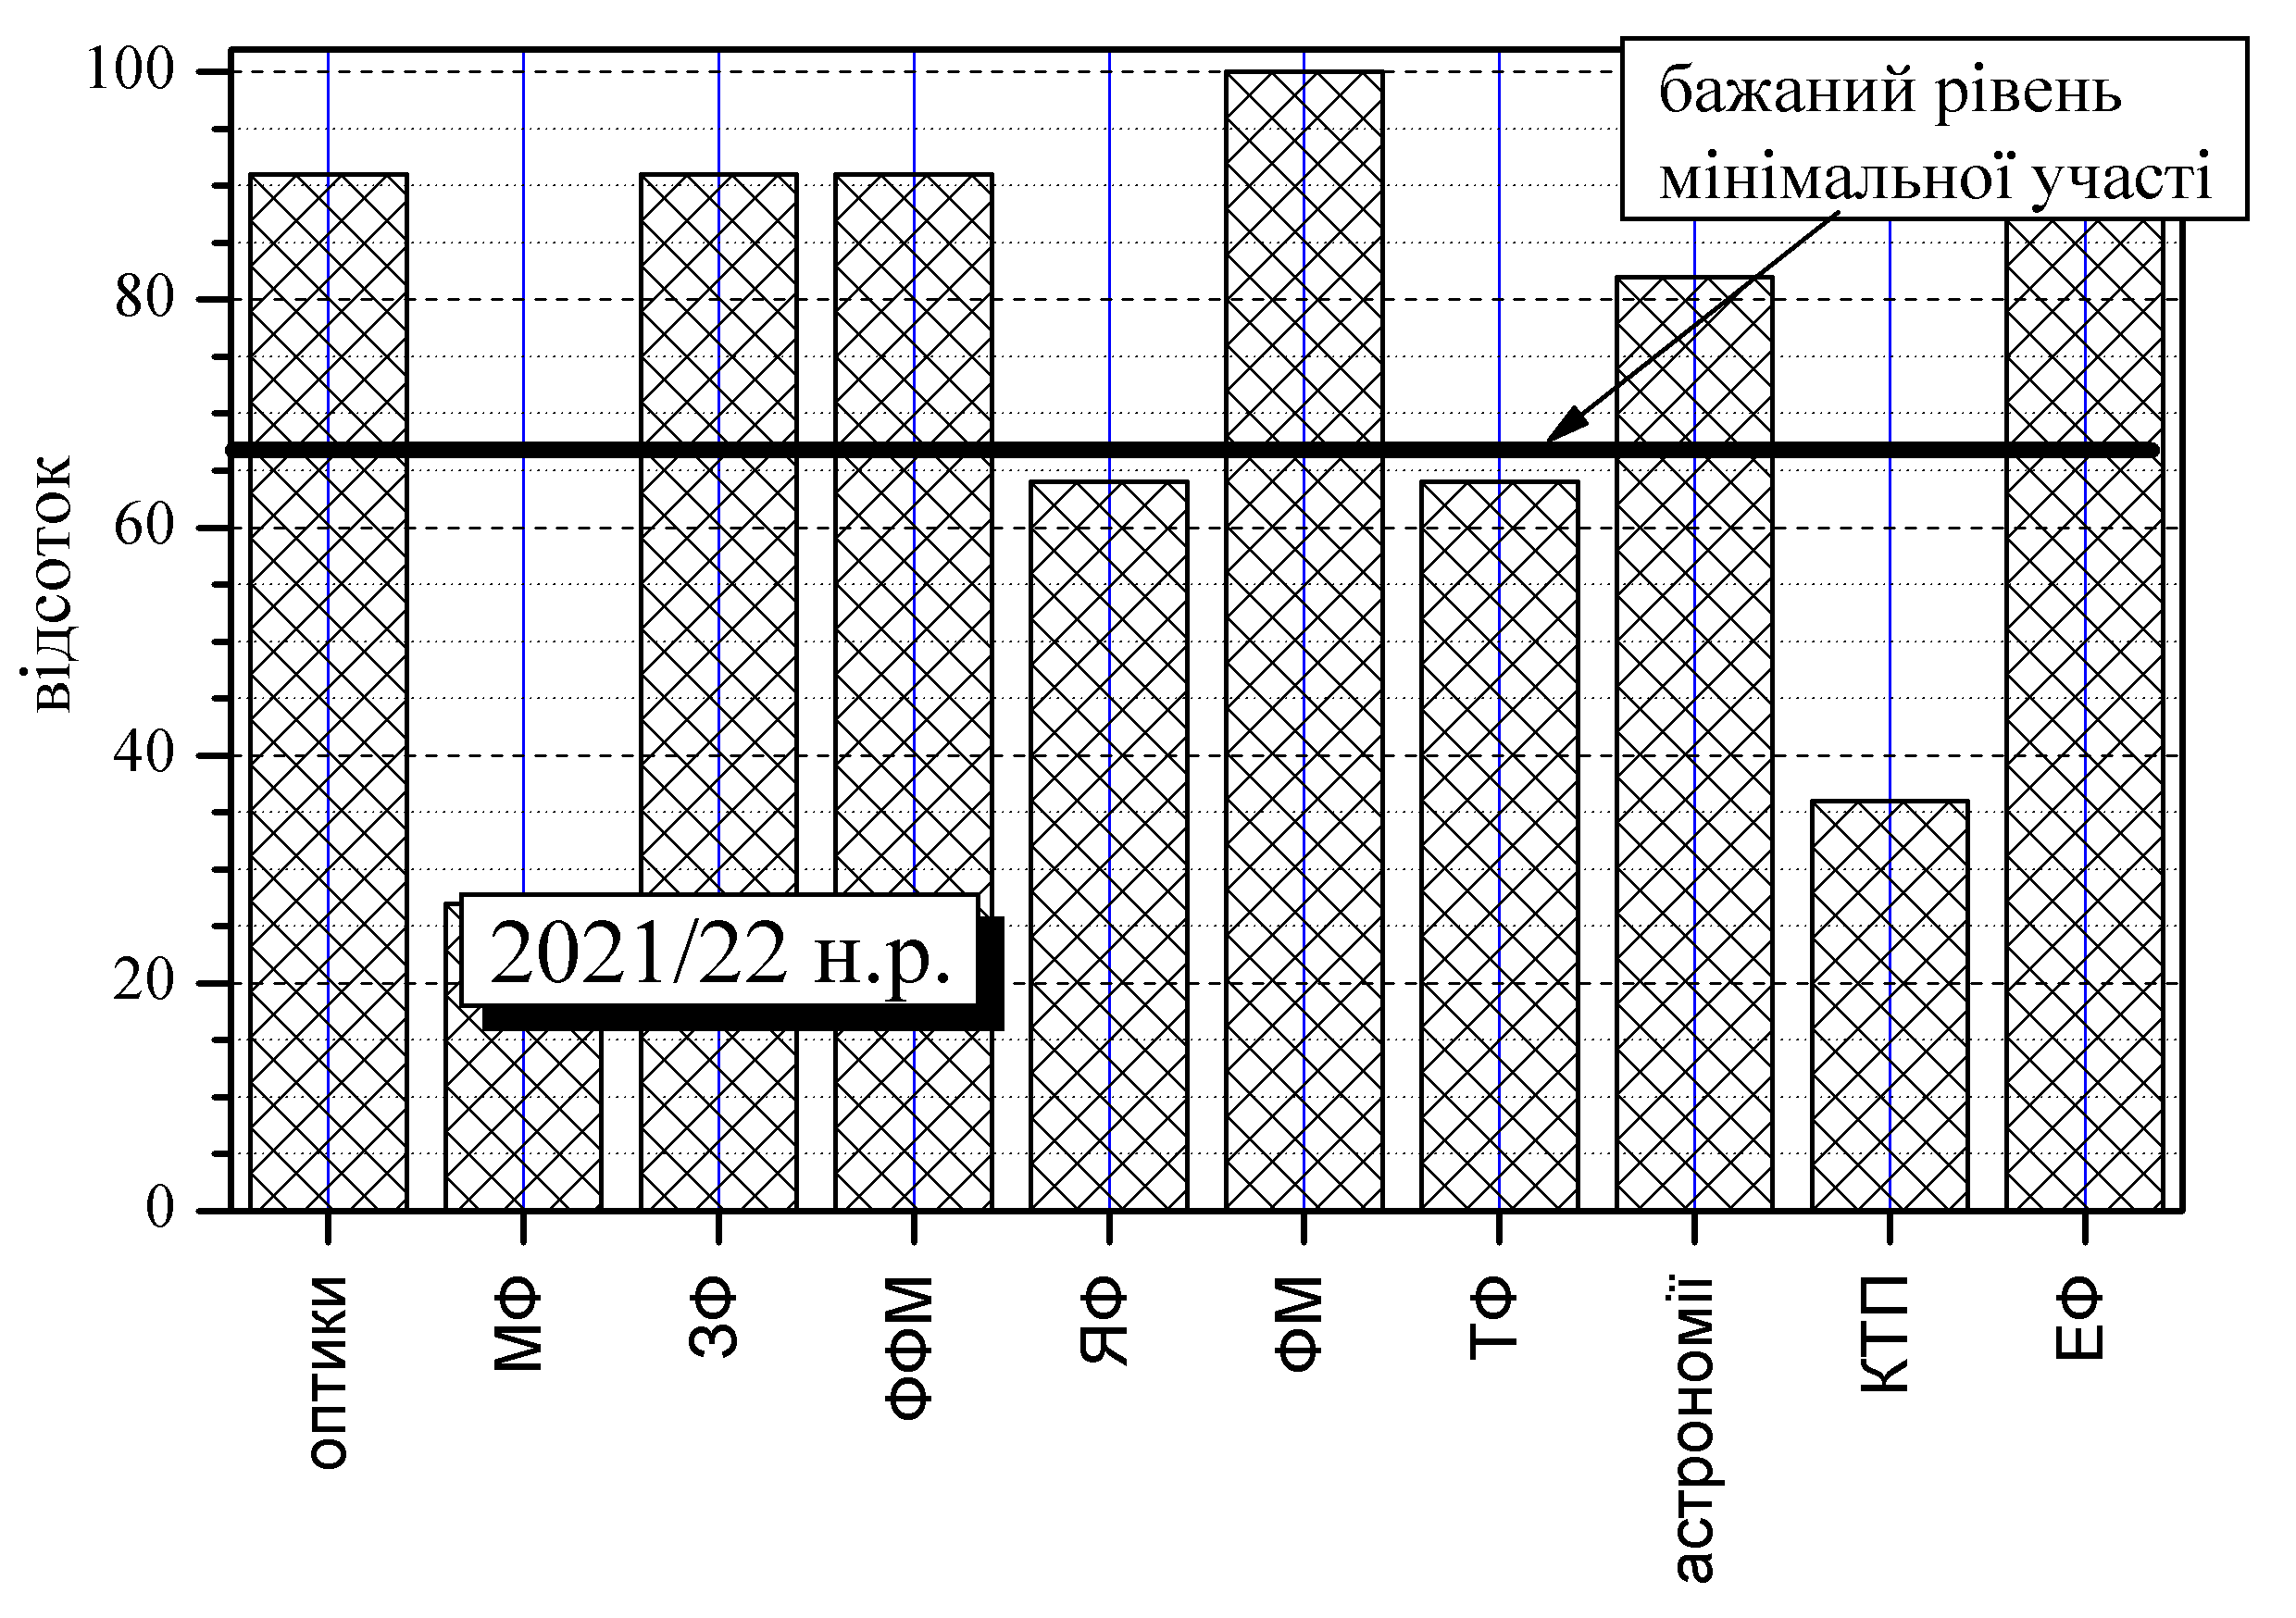 бажаний рівень
мінімальної участі
відсоток
100
80
60
40
20
0
2021/22 н.р.
оптики
МФ
ЗФ
ФФМ
ЯФ
ФМ
ТФ
астрономії
КТП
ЕФ